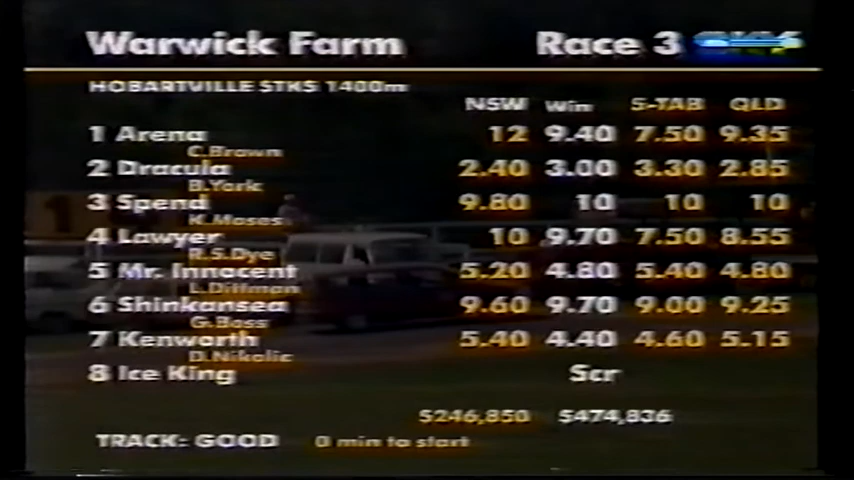 Warwick Farm Race 3 SKY
HOBARTVILLE STKS 1400m
NSW Win S-TAB QLD
1 Arena 12 9.40 7.50 9.35
C.Brown
2 Dracula 2.40 3.00 3.30 2.85
B.York
3 Spend 9.80 10 10 10
K.Moses
4 Lawyer 10 9.70 7.50 8.55
R.S.Dye
5 Mr. Innocent 5.20 4.80 5.40 4.80
L.Dittman
6 Shinkansea 9.60 9.70 9.00 9.25
G.Boss
7 Kenworth 5.40 4.40 4.60 5.15
D.Nikolic
8 Ice King Scr
$246,850 $474,836
TRACK: GOOD 0 min to start
1